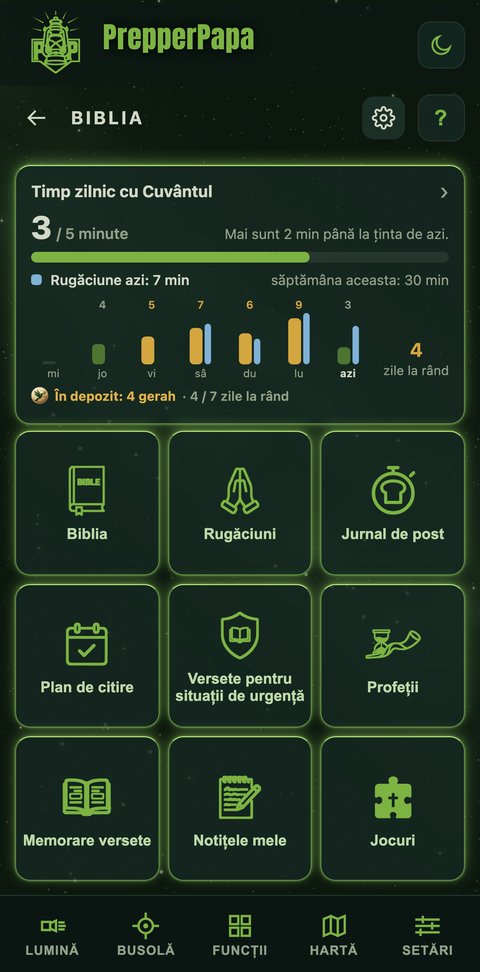 PrepperPapa
BIBLIA
?
Timp zilnic cu Cuvântul
3 / 5 minute
Mai sunt 2 min până la ținta de azi.
Rugăciune azi: 7 min
săptămâna aceasta: 30 min
4 5 7 6 9 3
mi jo vi sâ du lu azi
4
zile la rând
În depozit: 4 gerah · 4 / 7 zile la rând
BIBLE
Biblia
Rugăciuni
Jurnal de post
Plan de citire
Versete pentru
situații de urgență
Profeții
Memorare versete
Notițele mele
Jocuri
LUMINĂ
BUSOLĂ
FUNCȚII
HARTĂ
SETĂRI